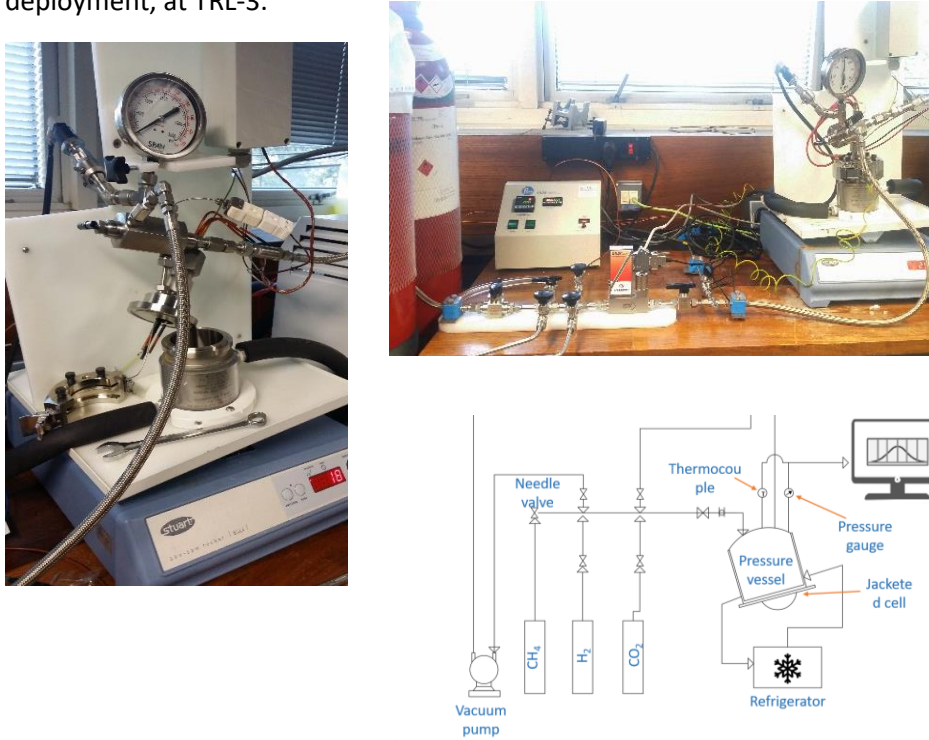 deployment, at TRL-3.
SPAN
stuart
18
Needle
valve
Thermocou
ple
Pressure
gauge
Pressure
vessel
Jackete
d cell
CH₄
H₂
CO₂
Refrigerator
Vacuum
pump